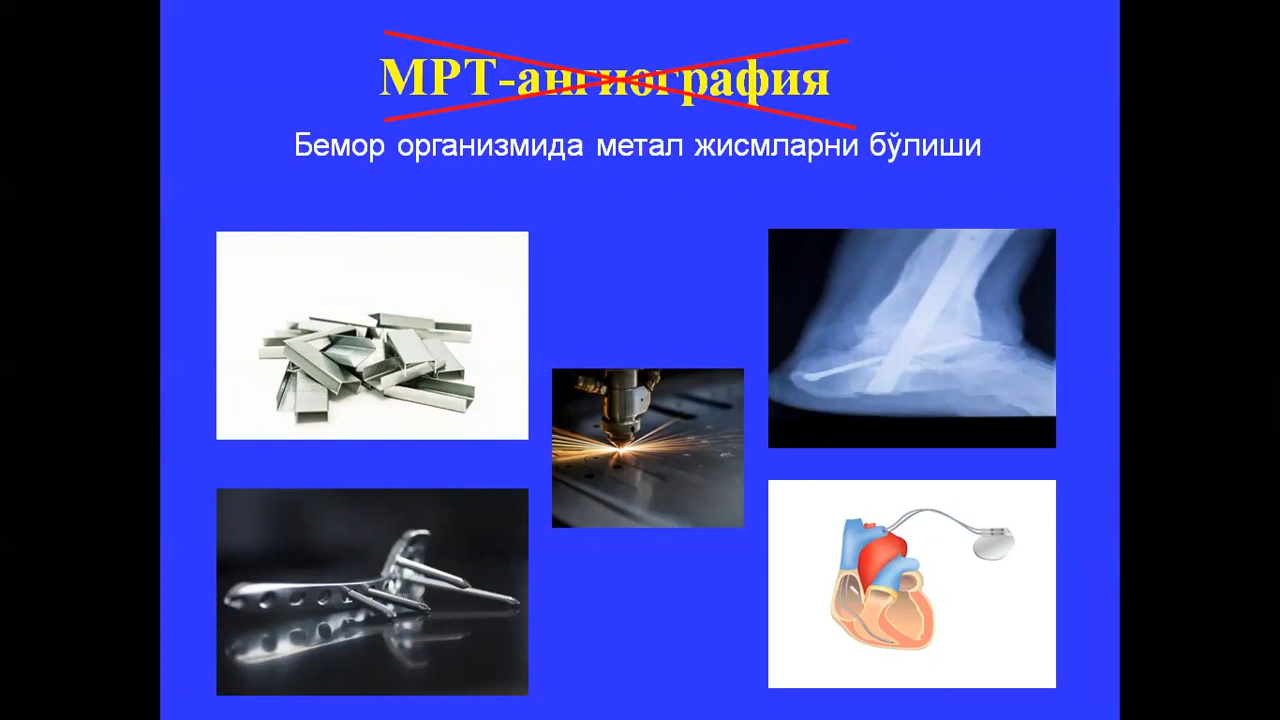 МРТ-ангиография
Бемор организмида метал жисмларни бўлиши